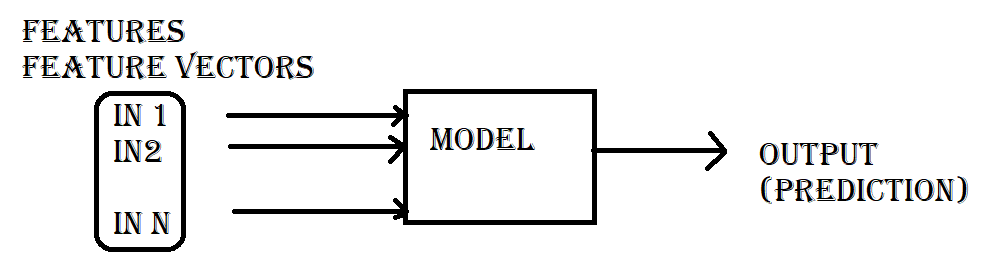 FEATURES
FEATURE VECTORS
IN 1
IN2
IN N
MODEL
OUTPUT
(PREDICTION)